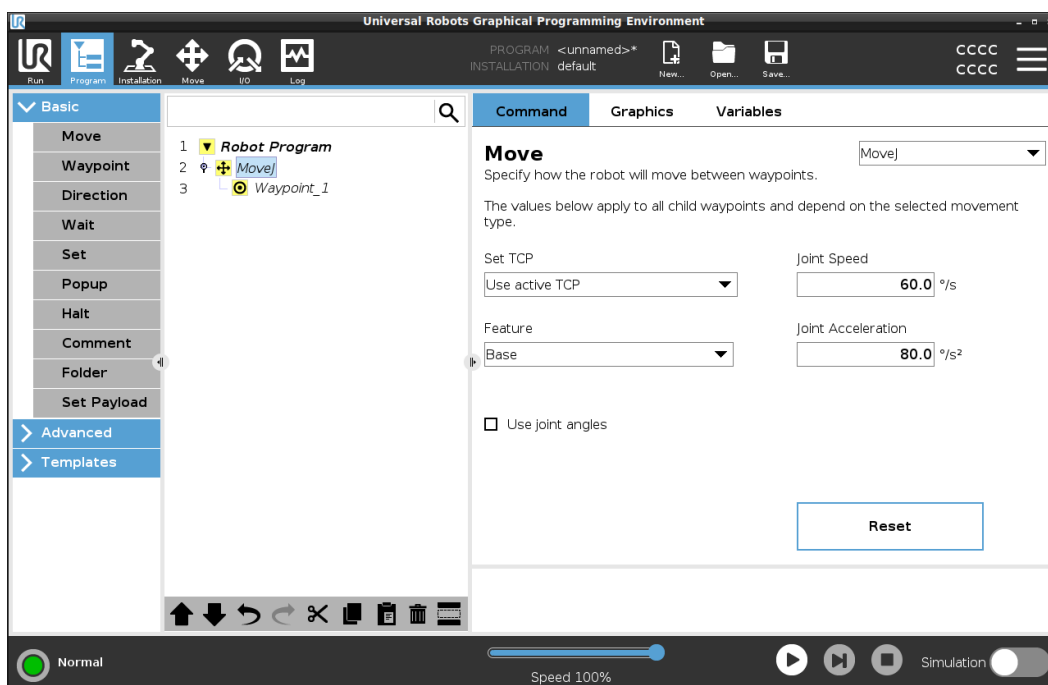 Universal Robots Graphical Programming Environment
UR
Run
Program
Installation
Move
I/O
Log
PROGRAM <unnamed>*
INSTALLATION default
New...
Open...
Save...
CCCC
CCCC
Basic
Move
Waypoint
Direction
Wait
Set
Popup
Halt
Comment
Folder
Set Payload
Advanced
Templates
1 Robot Program
2 MoveJ
3 Waypoint_1
Command Graphics Variables
Move
MoveJ
Specify how the robot will move between waypoints.
The values below apply to all child waypoints and depend on the selected movement
type.
Set TCP
Use active TCP
Joint Speed
60.0 °/s
Feature
Base
Joint Acceleration
80.0 °/s²
Use joint angles
Reset
Normal
Speed 100%
Simulation